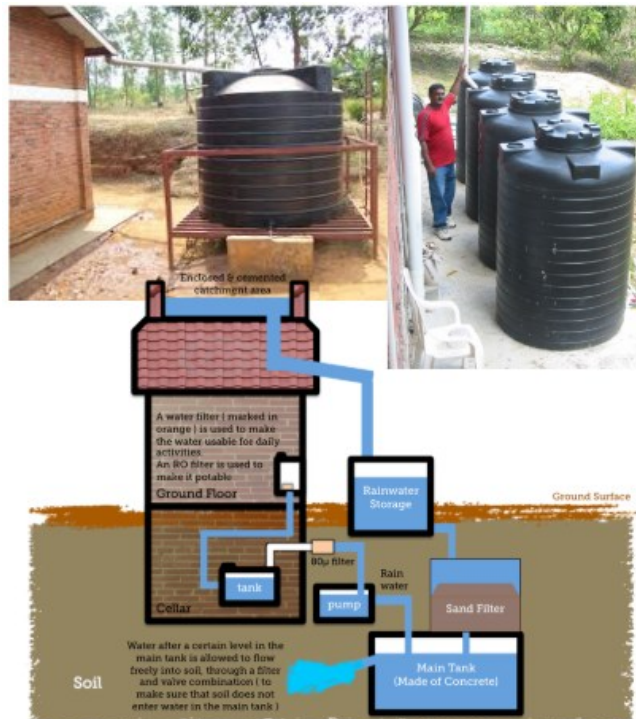 Enclosed & cemented
catchment area
A water filter ( marked in
orange ) is used to make
the water usable for daily
activities.
An RO filter is used to
make it potable
Ground Floor
Ground Surface
Rainwater
Storage
80µ filter
Rain
water
tank
pump
Sand Filter
Cellar
Water after a certain level in the
main tank is allowed to flow
freely into soil, through a filter
and valve combination ( to
make sure that soil does not
enter water in the main tank )
Soil
Main Tank
(Made of Concrete)